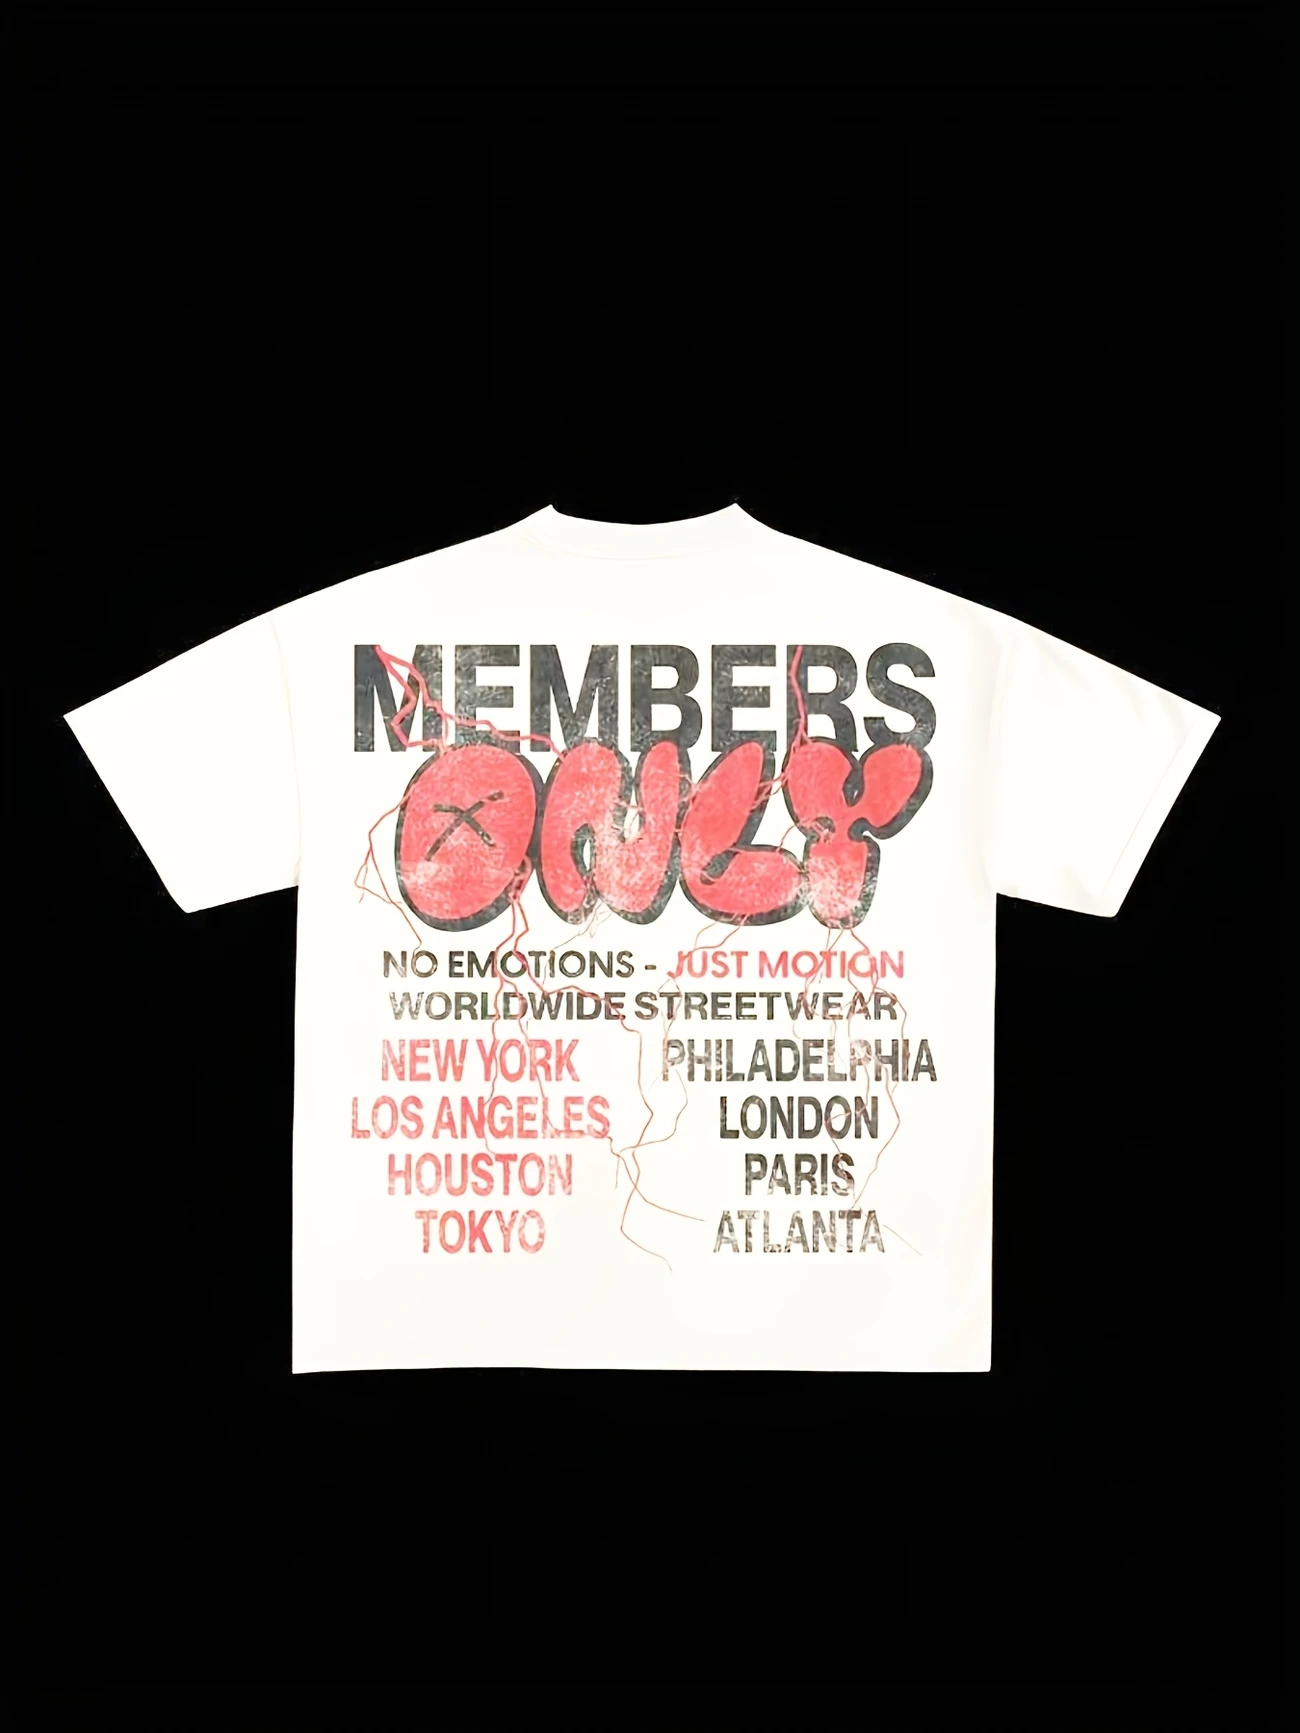 MEMBERS
ONLY
NO EMOTIONS - JUST MOTION
WORLDWIDE STREETWEAR
NEW YORK PHILADELPHIA
LOS ANGELES LONDON
HOUSTON PARIS
TOKYO ATLANTA